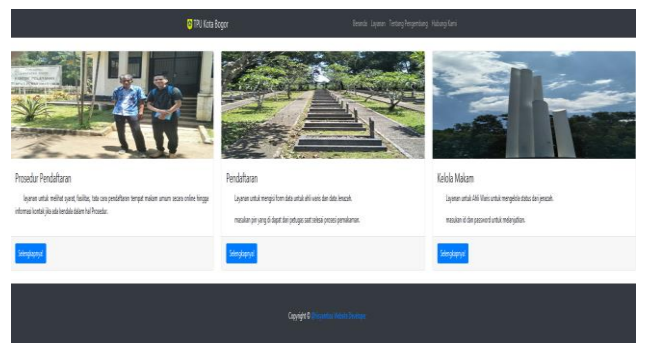 TPU Kota Bogor
Beranda Layanan Tentang Pengembang Hubungi Kami
Prosedur Pendaftaran
layanan untuk melihat syarat, fasilitas, tata cara pendaftaran tempat makam umum secara online hingga
informasi kontak jika ada kendala dalam hal Prosedur.
Selengkapnya!
Pendaftaran
Layanan untuk mengisi form data untuk ahli waris dan data Jenazah.
masukan pin yang di dapat dari petugas saat selesai prosesi pemakaman.
Selengkapnya!
Kelola Makam
Layanan untuk Ahli Waris untuk mengelola status dari jenazah.
masukan id dan password untuk melanjutkan.
Selengkapnya!
Copyright © Website Developer